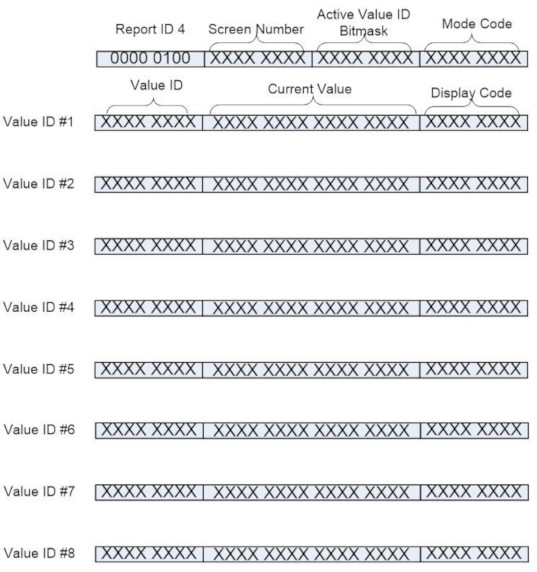 Report ID 4 Screen Number Active Value ID Bitmask Mode Code
0000 0100 XXXX XXXX XXXX XXXX XXXX XXXX
Value ID Current Value Display Code
Value ID #1 XXXX XXXX XXXX XXXX XXXX XXXX XXXX XXXX
Value ID #2 XXXX XXXX XXXX XXXX XXXX XXXX XXXX XXXX
Value ID #3 XXXX XXXX XXXX XXXX XXXX XXXX XXXX XXXX
Value ID #4 XXXX XXXX XXXX XXXX XXXX XXXX XXXX XXXX
Value ID #5 XXXX XXXX XXXX XXXX XXXX XXXX XXXX XXXX
Value ID #6 XXXX XXXX XXXX XXXX XXXX XXXX XXXX XXXX
Value ID #7 XXXX XXXX XXXX XXXX XXXX XXXX XXXX XXXX
Value ID #8 XXXX XXXX XXXX XXXX XXXX XXXX XXXX XXXX